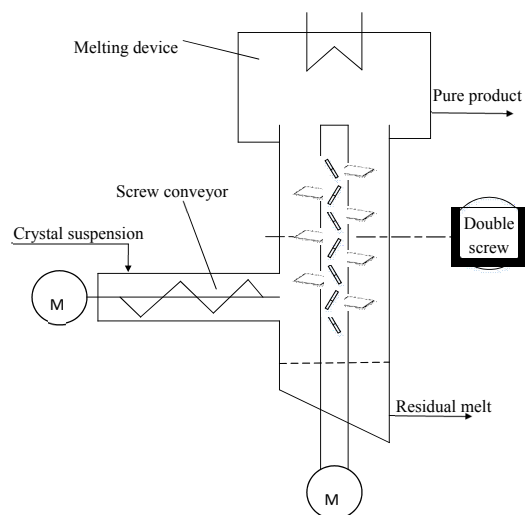 Melting device
Pure product
Screw conveyor
Crystal suspension
Double
screw
M
Residual melt
M